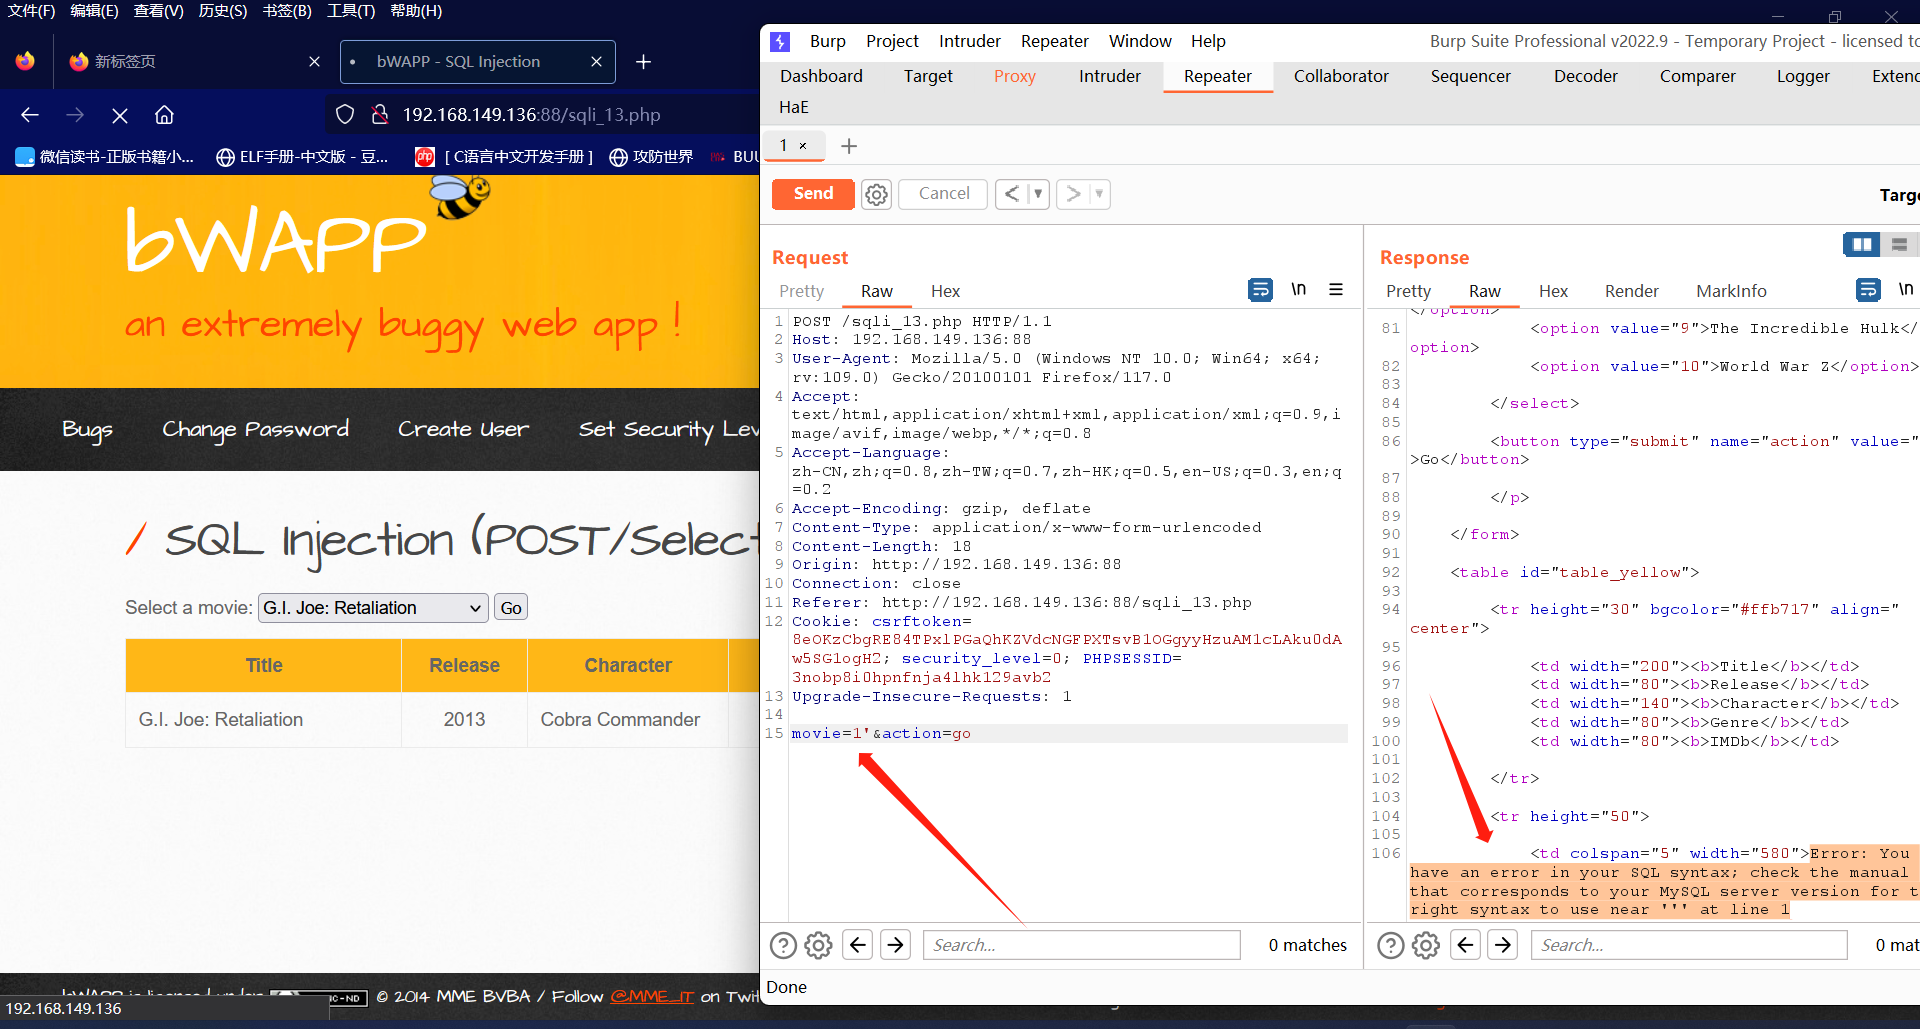 文件(F) 编辑(E) 查看(V) 历史(S) 书签(B) 工具(T) 帮助(H)
新标签页
bWAPP - SQL Injection
192.168.149.136:88/sqli_13.php
微信读书-正版书籍小...
ELF手册-中文版 - 豆...
php
[ C语言中文开发手册 ]
攻防世界
BUU
bWAPP
an extremely buggy web app !
Bugs
Change Password
Create User
Set Security Lev
/ SQL Injection (POST/Select
Select a movie:
G.I. Joe: Retaliation
Go
Title Release Character
G.I. Joe: Retaliation 2013 Cobra Commander
© 2014 MME BVBA / Follow @MME_IT on Twit
192.168.149.136
Burp Project Intruder Repeater Window Help
Burp Suite Professional v2022.9 - Temporary Project - licensed to
Dashboard Target Proxy Intruder Repeater Collaborator Sequencer Decoder Comparer Logger Extend
HaE
1 ×
Send
Cancel
Targe
Request
Pretty Raw Hex
\n
1 POST /sqli_13.php HTTP/1.1
2 Host: 192.168.149.136:88
3 User-Agent: Mozilla/5.0 (Windows NT 10.0; Win64; x64;
rv:109.0) Gecko/20100101 Firefox/117.0
4 Accept:
text/html,application/xhtml+xml,application/xml;q=0.9,i
mage/avif,image/webp,*/*;q=0.8
5 Accept-Language:
zh-CN,zh;q=0.8,zh-TW;q=0.7,zh-HK;q=0.5,en-US;q=0.3,en;q
=0.2
6 Accept-Encoding: gzip, deflate
7 Content-Type: application/x-www-form-urlencoded
8 Content-Length: 18
9 Origin: http://192.168.149.136:88
10 Connection: close
11 Referer: http://192.168.149.136:88/sqli_13.php
12 Cookie: csrftoken=
8eOKzCbgRE84TPxlPGaQhKZVdcNGFPXTsvB1OGgyyHzuAM1cLAku0dA
w5SG1ogH2; security_level=0; PHPSESSID=
3nobp8i0hpnfnja4lhk129avb2
13 Upgrade-Insecure-Requests: 1
14
15 movie=1'&action=go
Search...
0 matches
Done
Response
Pretty Raw Hex Render MarkInfo
\n
</option>
81 <option value="9">The Incredible Hulk</
option>
82 <option value="10">World War Z</option>
83
84 </select>
85
86 <button type="submit" name="action" value="
>Go</button>
87
88 </p>
89
90 </form>
91
92 <table id="table_yellow">
93
94 <tr height="30" bgcolor="#ffb717" align="
center">
95
96 <td width="200"><b>Title</b></td>
97 <td width="80"><b>Release</b></td>
98 <td width="140"><b>Character</b></td>
99 <td width="80"><b>Genre</b></td>
100 <td width="80"><b>IMDb</b></td>
101
102 </tr>
103
104 <tr height="50">
105
106 <td colspan="5" width="580">Error: You
have an error in your SQL syntax; check the manual
that corresponds to your MySQL server version for t
right syntax to use near ''' at line 1
Search...
0 mat